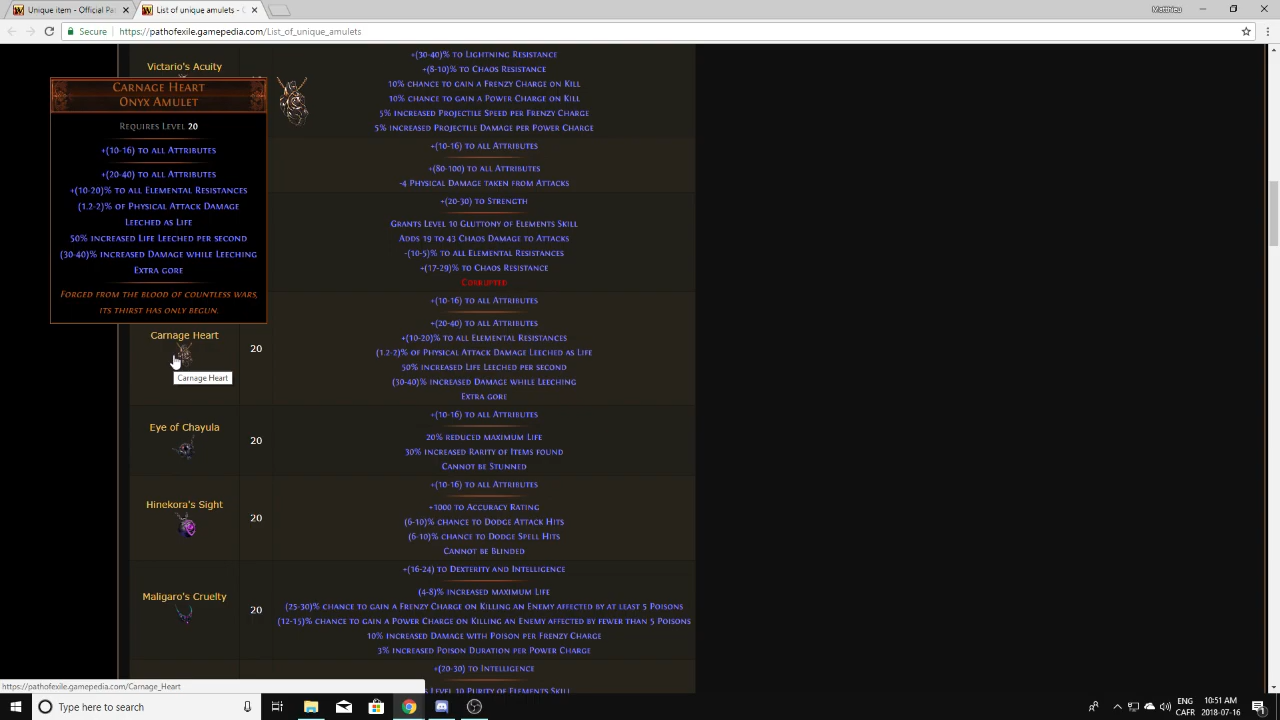 Unique item - Official Pat
List of unique amulets - O
Matthieu
Secure
https://pathofexile.gamepedia.com/List_of_unique_amulets
Victario's Acuity
+(30-40)% to Lightning Resistance
+(8-10)% to Chaos Resistance
10% chance to gain a Frenzy Charge on Kill
10% chance to gain a Power Charge on Kill
5% increased Projectile Speed per Frenzy Charge
5% increased Projectile Damage per Power Charge
+(10-16) to all Attributes
+(80-100) to all Attributes
-4 Physical Damage taken from Attacks
+(20-30) to Strength
Grants Level 10 Gluttony of Elements Skill
Adds 19 to 43 Chaos Damage to Attacks
-(10-5)% to all Elemental Resistances
+(17-29)% to Chaos Resistance
Corrupted
Carnage Heart
Onyx Amulet
Requires Level 20
+(10-16) to all Attributes
+(20-40) to all Attributes
+(10-20)% to all Elemental Resistances
(1.2-2)% of Physical Attack Damage
Leeched as Life
50% increased Life Leeched per second
(30-40)% increased Damage while Leeching
Extra gore
Forged from the blood of countless wars,
its thirst has only begun.
Carnage Heart
20
Carnage Heart
+(10-16) to all Attributes
+(20-40) to all Attributes
+(10-20)% to all Elemental Resistances
(1.2-2)% of Physical Attack Damage Leeched as Life
50% increased Life Leeched per second
(30-40)% increased Damage while Leeching
Extra gore
Eye of Chayula
20
+(10-16) to all Attributes
20% reduced maximum Life
30% increased Rarity of Items found
Cannot be Stunned
Hinekora's Sight
20
+(10-16) to all Attributes
+1000 to Accuracy Rating
(6-10)% chance to Dodge Attack Hits
(6-10)% chance to Dodge Spell Hits
Cannot be Blinded
Maligaro's Cruelty
20
+(16-24) to Dexterity and Intelligence
(4-8)% increased maximum Life
(25-30)% chance to gain a Frenzy Charge on Killing an Enemy affected by at least 5 Poisons
(12-15)% chance to gain a Power Charge on Killing an Enemy affected by fewer than 5 Poisons
10% increased Damage with Poison per Frenzy Charge
3% increased Poison Duration per Power Charge
+(20-30) to Intelligence
Level 10 Purity of Elements Skill
https://pathofexile.gamepedia.com/Carnage_Heart
Type here to search
ENG
CAFR
10:51 AM
2018-07-16